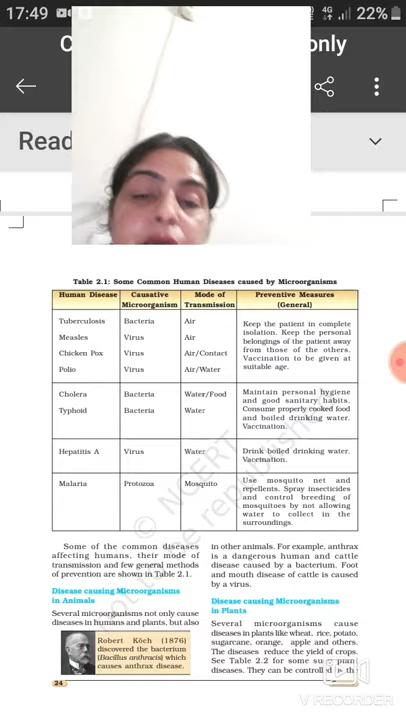 17:49
4G
22%
only
Read
Table 2.1: Some Common Human Diseases caused by Microorganisms
Human Disease Causative Microorganism Mode of Transmission Preventive Measures (General)
Tuberculosis Bacteria Air
Measles Virus Air
Chicken Pox Virus Air/Contact
Polio Virus Air/Water
Keep the patient in complete
isolation. Keep the personal
belongings of the patient away
from those of the others.
Vaccination to be given at
suitable age.
Cholera Bacteria Water/Food
Typhoid Bacteria Water
Maintain personal hygiene
and good sanitary habits.
Consume properly cooked food
and boiled drinking water.
Vaccination.
Hepatitis A Virus Water
Drink boiled drinking water.
Vaccination.
Malaria Protozoa Mosquito
Use mosquito net and
repellents. Spray insecticides
and control breeding of
mosquitoes by not allowing
water to collect in the
surroundings.
© NCERT
not to be republished
Some of the common diseases
affecting humans, their mode of
transmission and few general methods
of prevention are shown in Table 2.1.
Disease causing Microorganisms
in Animals
Several microorganisms not only cause
diseases in humans and plants, but also
Robert Köch (1876)
discovered the bacterium
(Bacillus anthracis) which
causes anthrax disease.
24
in other animals. For example, anthrax
is a dangerous human and cattle
disease caused by a bacterium. Foot
and mouth disease of cattle is caused
by a virus.
Disease causing Microorganisms
in Plants
Several microorganisms cause
diseases in plants like wheat, rice, potato,
sugarcane, orange, apple and others.
The diseases reduce the yield of crops.
See Table 2.2 for some such plant
diseases. They can be controlled
VIVAVIDEO
XRECORDER